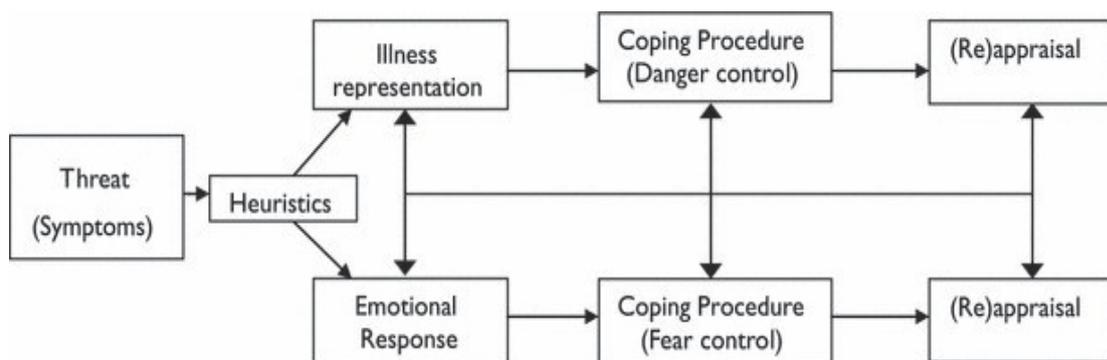 Illness
representation
Coping Procedure
(Danger control)
(Re)appraisal
Threat
(Symptoms)
Heuristics
Emotional
Response
Coping Procedure
(Fear control)
(Re)appraisal